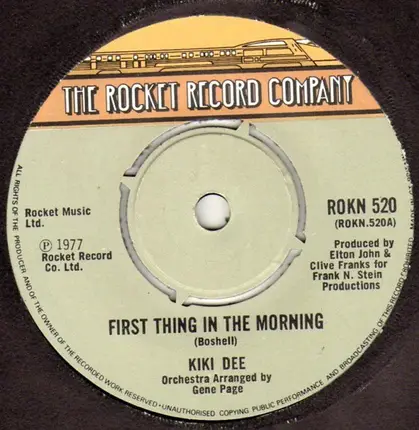 THE ROCKET RECORD COMPANY
Rocket Music
Ltd.
℗ 1977
Rocket Record
Co. Ltd.
ROKN 520
(ROKN.520A)
Produced by
Elton John &
Clive Franks for
Frank N. Stein
Productions
FIRST THING IN THE MORNING
(Boshell)
KIKI DEE
Orchestra Arranged by
Gene Page
ALL RIGHTS OF THE PRODUCER AND OF THE OWNER OF THE RECORDED WORK RESERVED • UNAUTHORISED COPYING PUBLIC PERFORMANCE AND BROADCASTING OF THIS RECORD